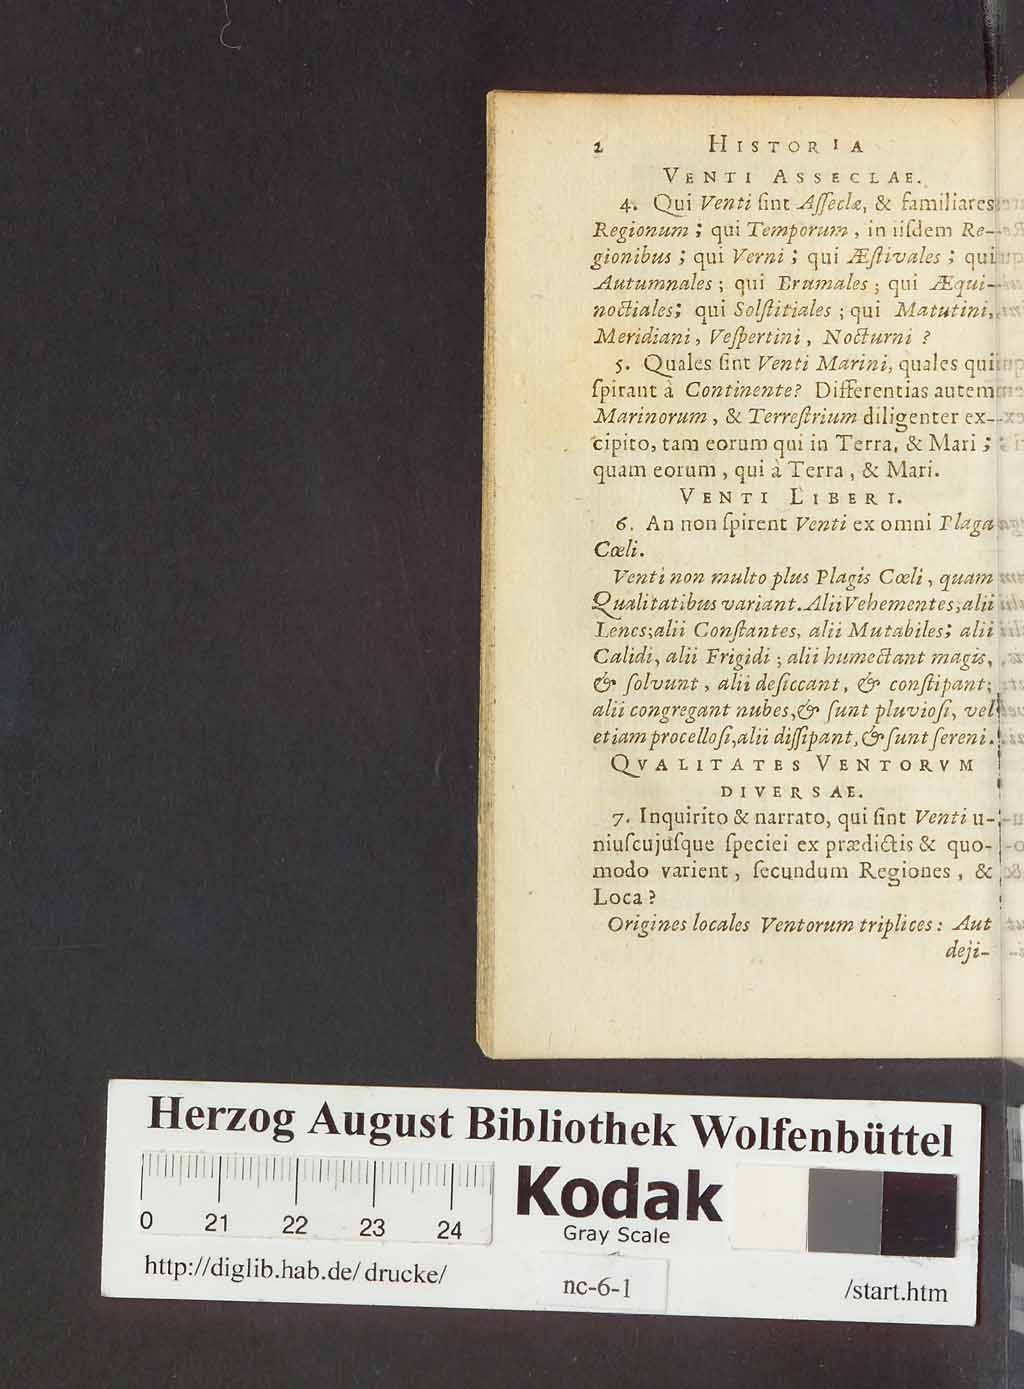 2 HISTORIA
VENTI ASSECLAE.
4. Qui Venti ſint Aſſeclæ, & familiares
Regionum ; qui Temporum , in iiſdem Re-
gionibus ; qui Verni ; qui Æſtivales ; qui
Autumnales ; qui Brumales ; qui Æqui-
noctiales; qui Solſtitiales ; qui Matutini,
Meridiani , Veſpertini , Nocturni ?
5. Quales ſint Venti Marini, quales qui
ſpirant à Continente? Differentias autem
Marinorum , & Terreſtrium diligenter ex-
cipito, tam eorum qui in Terra, & Mari ;
quam eorum , qui à Terra , & Mari.
VENTI LIBERI.
6. An non ſpirent Venti ex omni Plaga
Cœli.
Venti non multo plus Plagis Cœli , quam
Qualitatibus variant. Alii Vehementes, alii
Lenes; alii Conſtantes, alii Mutabiles; alii
Calidi, alii Frigidi ; alii humectant magis,
& ſolvunt , alii deſiccant , & conſtipant;
alii congregant nubes, & ſunt pluvioſi, vel
etiam procelloſi, alii diſſipant, & ſunt ſereni.
QVALITATES VENTORVM
DIVERSAE.
7. Inquirito & narrato, qui ſint Venti u-
niuſcujuſque ſpeciei ex prædictis & quo-
modo varient , ſecundum Regiones , &
Loca ?
Origines locales Ventorum triplices : Aut
deji-
Herzog August Bibliothek Wolfenbüttel
0 21 22 23 24
Kodak
Gray Scale
http://diglib.hab.de/drucke/
nc-6-1
/start.htm